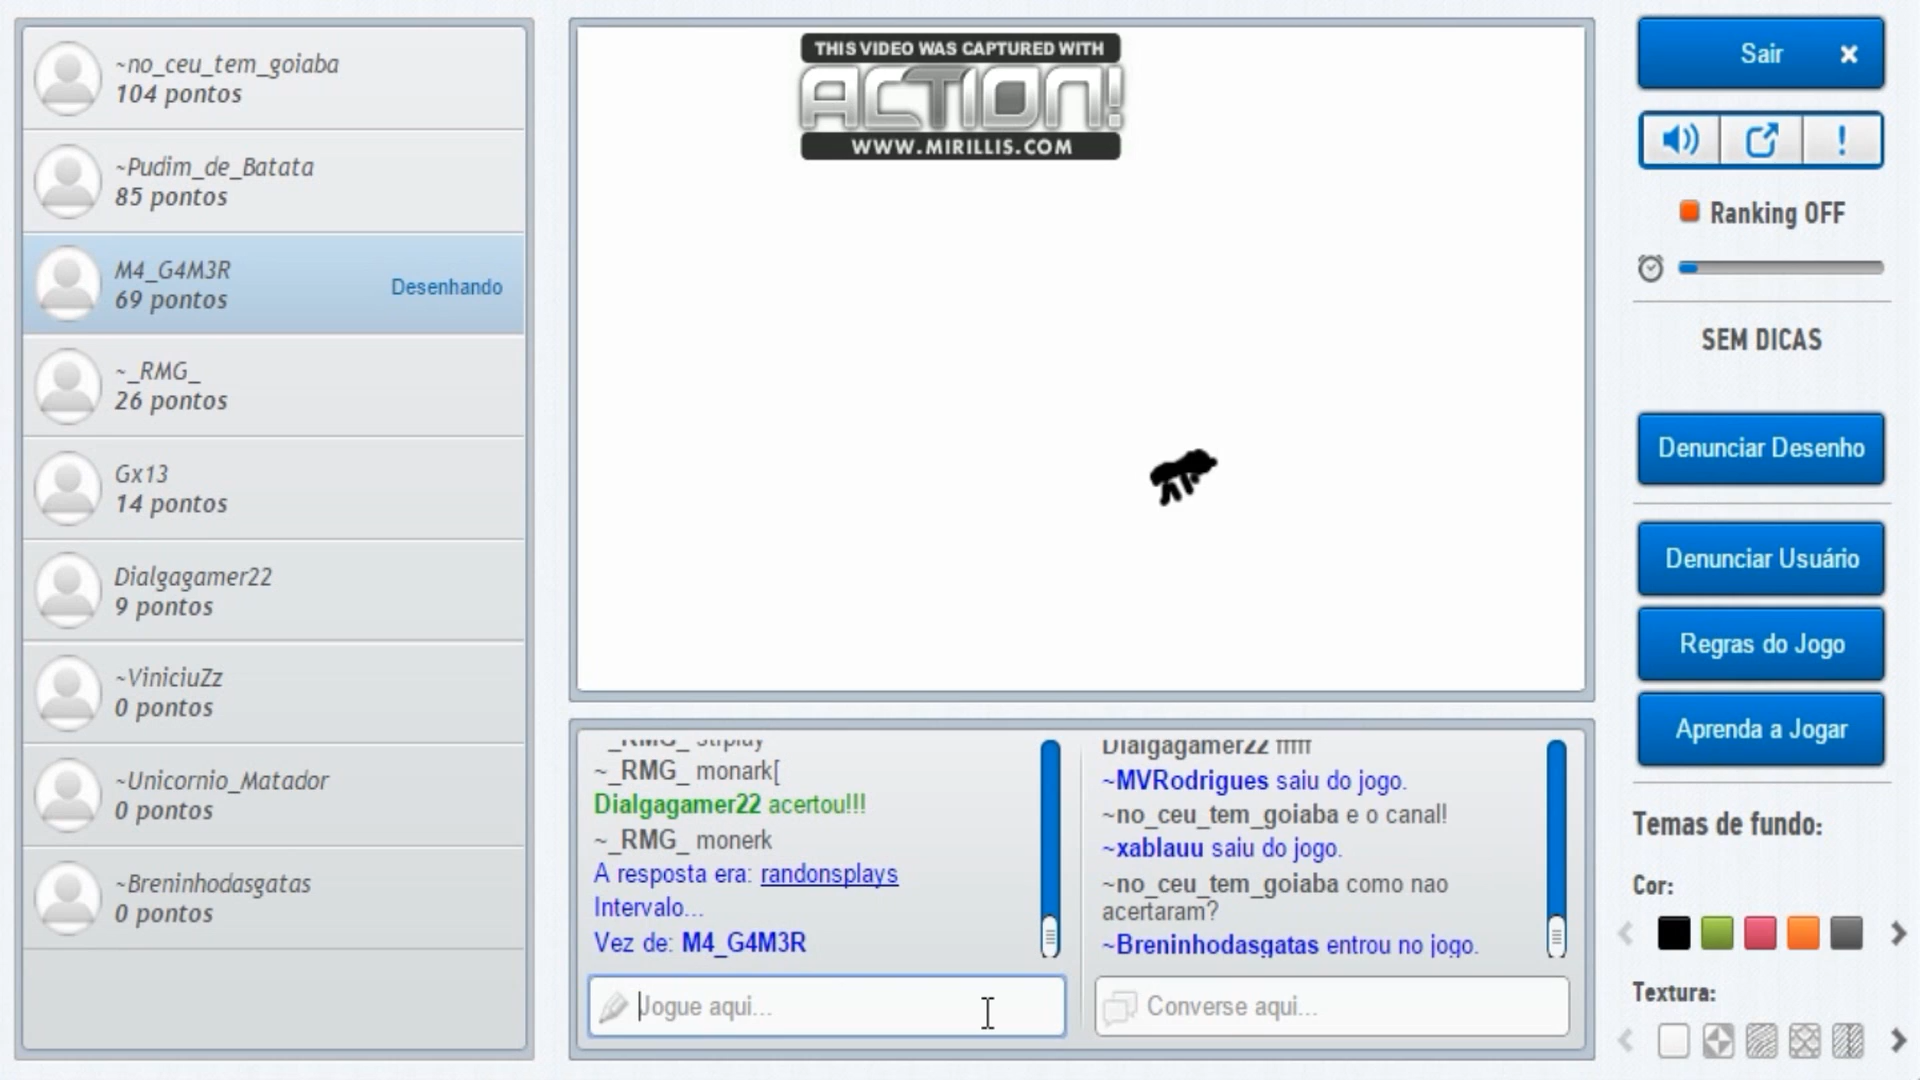 ~no_ceu_tem_goiaba
104 pontos
~Pudim_de_Batata
85 pontos
M4_G4M3R
69 pontos
Desenhando
~_RMG_
26 pontos
Gx13
14 pontos
Dialgagamer22
9 pontos
~ViniciuZz
0 pontos
~Unicornio_Matador
0 pontos
~Breninhodasgatas
0 pontos
THIS VIDEO WAS CAPTURED WITH
ACTION!
WWW.MIRILLIS.COM
~_RMG_ monark[
Dialgagamer22 acertou!!!
~_RMG_ monerk
A resposta era: randonsplays
Intervalo...
Vez de: M4_G4M3R
Jogue aqui...
Dialgagamer22 fffff
~MVRodrigues saiu do jogo.
~no_ceu_tem_goiaba e o canal!
~xablauu saiu do jogo.
~no_ceu_tem_goiaba como nao
acertaram?
~Breninhodasgatas entrou no jogo.
Converse aqui...
Sair
Ranking OFF
SEM DICAS
Denunciar Desenho
Denunciar Usuário
Regras do Jogo
Aprenda a Jogar
Temas de fundo:
Cor:
Textura: